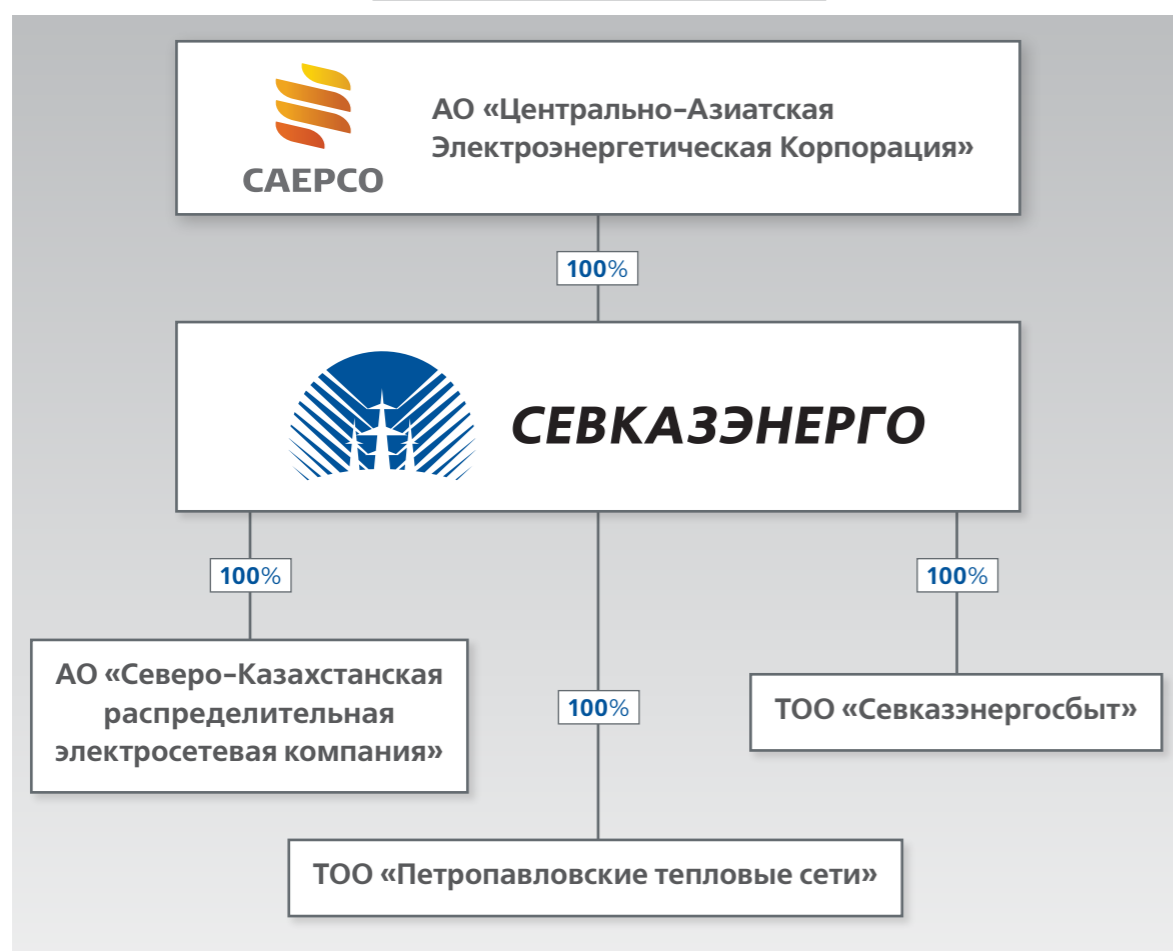 CAEPCO
АО «Центрально-Азиатская
Электроэнергетическая Корпорация»
100%
СЕВКАЗЭНЕРГО
100%
100%
АО «Северо-Казахстанская
распределительная
электросетевая компания»
100%
ТОО «Севказэнергосбыт»
ТОО «Петропавловские тепловые сети»